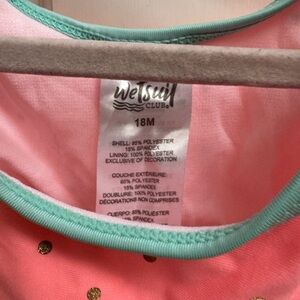 Wetsuit
CLUB®
18M
SHELL: 85% POLYESTER
15% SPANDEX
LINING: 100% POLYESTER
EXCLUSIVE OF DECORATION
COUCHE EXTÉRIEURE:
85% POLYESTER
15% SPANDEX
DOUBLURE: 100% POLYESTER
DÉCORATIONS NON COMPRISES
CUERPO: 85% POLIÉSTER